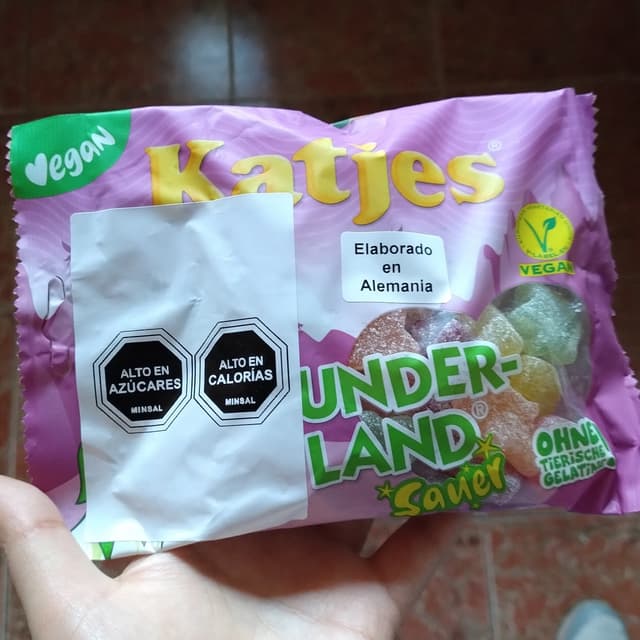 Vegan
Katjes®
Elaborado
en
Alemania
VEGAN
ALTO EN
AZÚCARES
MINSAL
ALTO EN
CALORÍAS
MINSAL
UNDER-
LAND®
Sauer
OHNE
TIERISCHE
GELATINE!